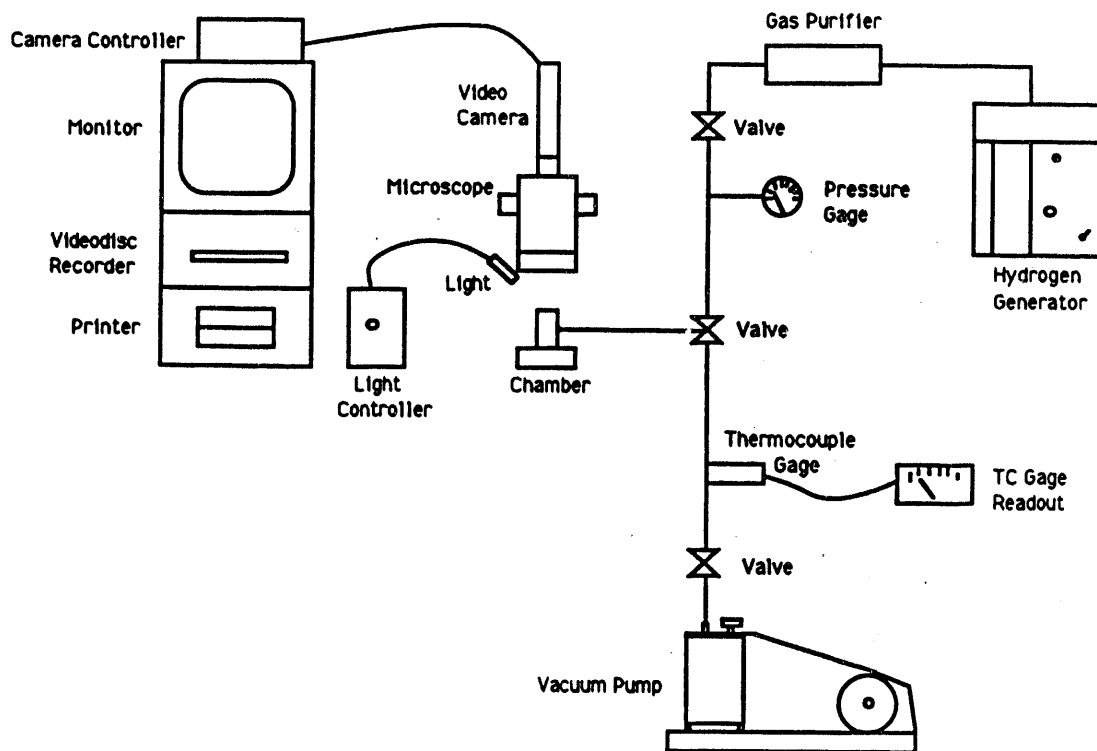 Camera Controller
Monitor
Videodisc
Recorder
Printer
Video
Camera
Microscope
Light
Light
Controller
Chamber
Gas Purifier
Valve
Pressure
Gage
Hydrogen
Generator
Valve
Thermocouple
Gage
TC Gage
Readout
Valve
Vacuum Pump